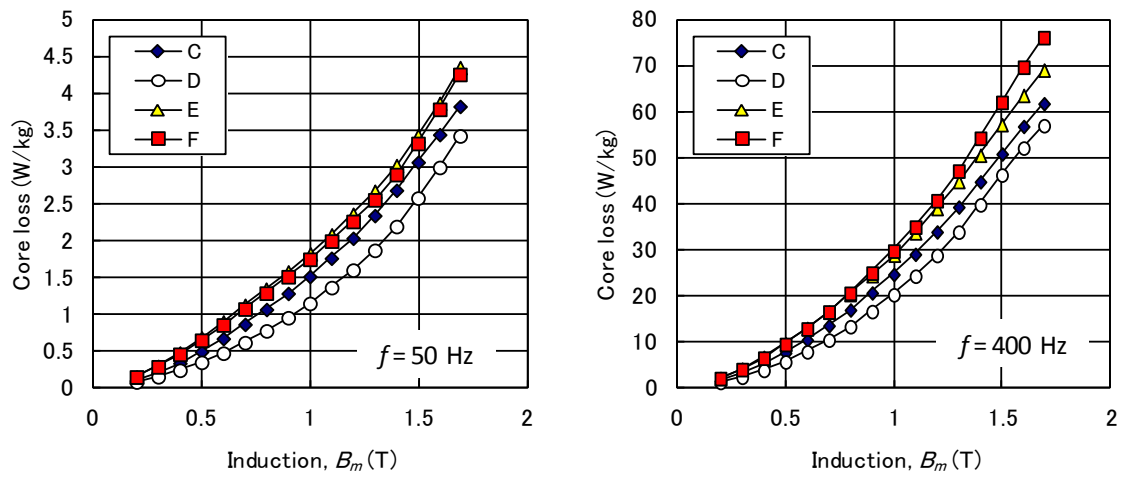 5
4.5
4
3.5
3
2.5
2
1.5
1
0.5
0
Core loss (W/kg)
C
D
E
F
f = 50 Hz
0 0.5 1 1.5 2
Induction, Bm (T)
80
70
60
50
40
30
20
10
0
Core loss (W/kg)
C
D
E
F
f = 400 Hz
0 0.5 1 1.5 2
Induction, Bm (T)